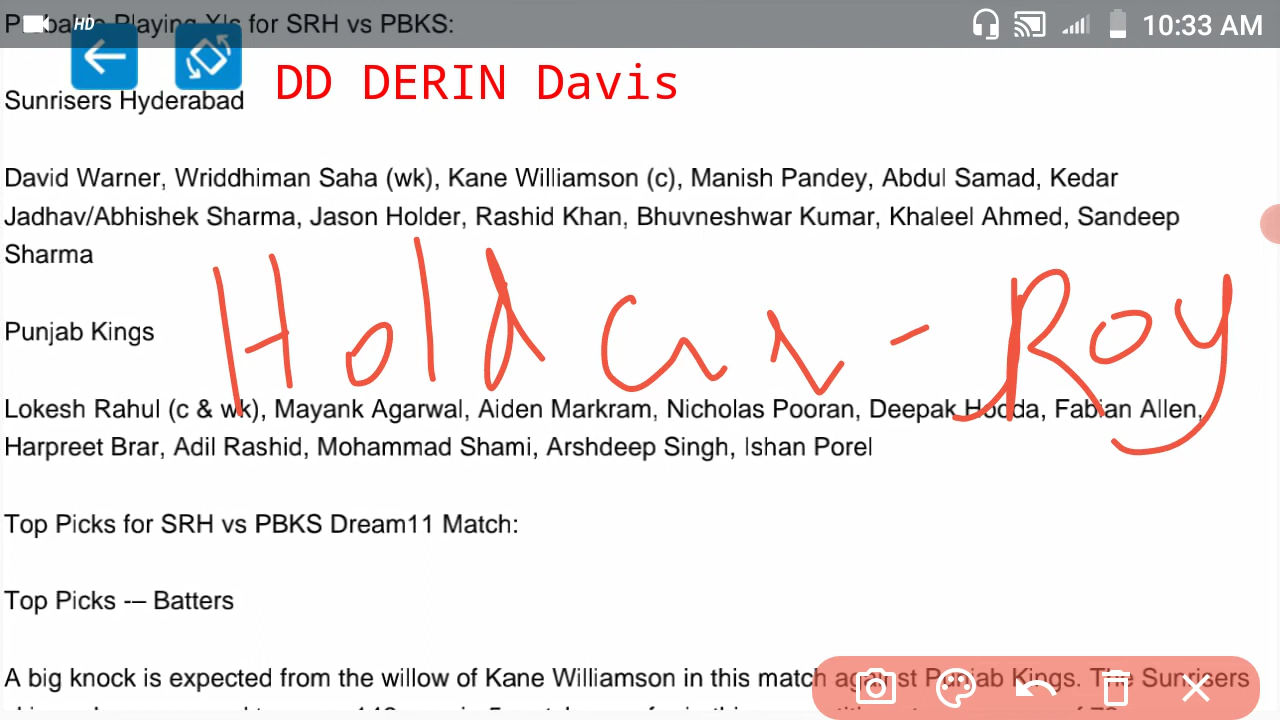 Probable Playing XIs for SRH vs PBKS:
HD
10:33 AM
DD DERIN Davis
Sunrisers Hyderabad
David Warner, Wriddhiman Saha (wk), Kane Williamson (c), Manish Pandey, Abdul Samad, Kedar
Jadhav/Abhishek Sharma, Jason Holder, Rashid Khan, Bhuvneshwar Kumar, Khaleel Ahmed, Sandeep
Sharma
Hold - Roy
Punjab Kings
Lokesh Rahul (c & wk), Mayank Agarwal, Aiden Markram, Nicholas Pooran, Deepak Hooda, Fabian Allen,
Harpreet Brar, Adil Rashid, Mohammad Shami, Arshdeep Singh, Ishan Porel
Top Picks for SRH vs PBKS Dream11 Match:
Top Picks -– Batters
A big knock is expected from the willow of Kane Williamson in this match against Punjab Kings. The Sunrisers